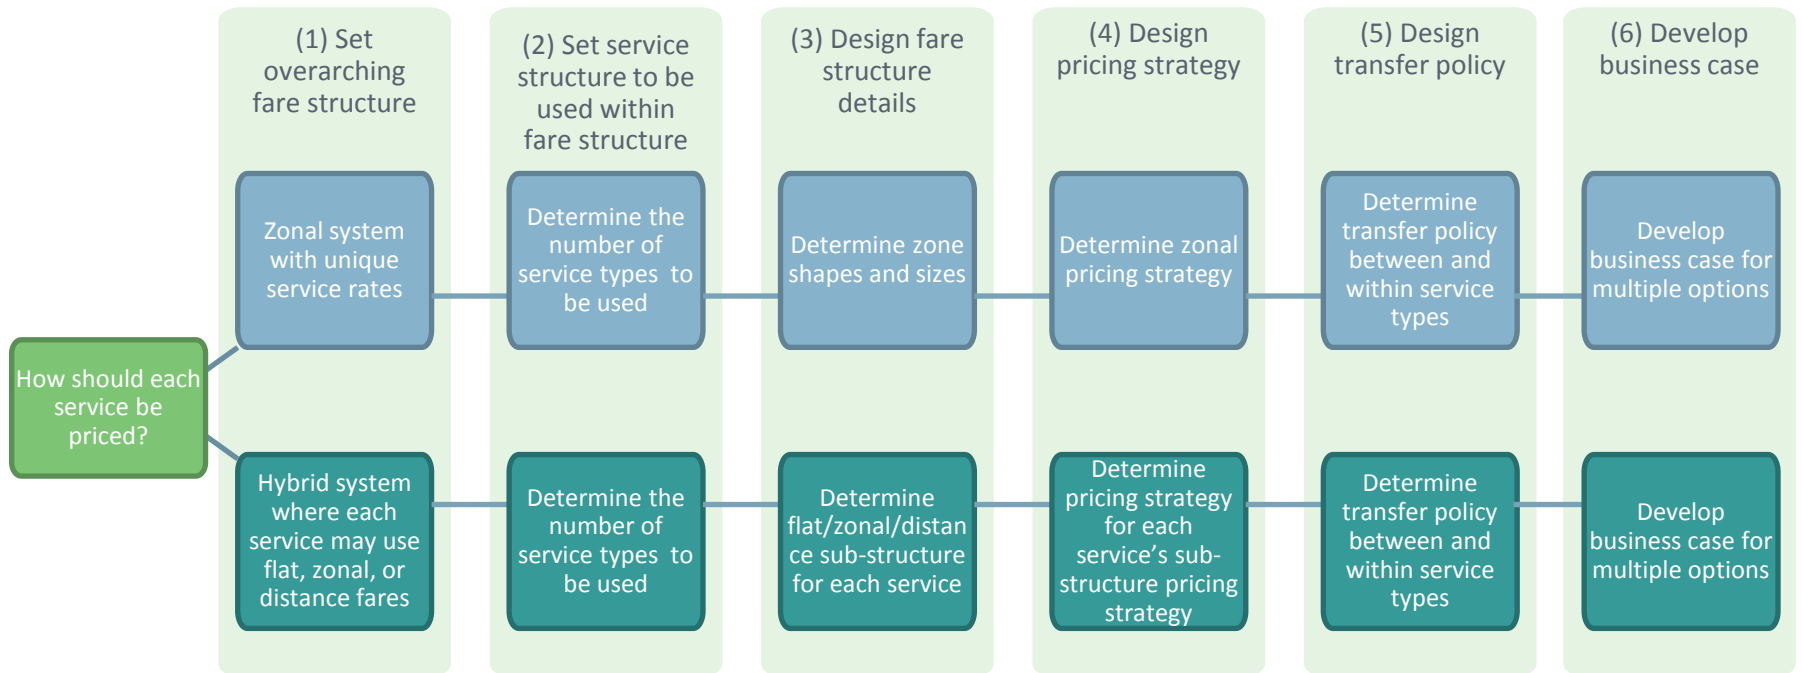 (1) Set
overarching
fare structure
(2) Set service
structure to be
used within
fare structure
(3) Design fare
structure
details
(4) Design
pricing strategy
(5) Design
transfer policy
(6) Develop
business case
How should each
service be
priced?
Zonal system
with unique
service rates
Determine the
number of
service types  to
be used
Determine zone
shapes and sizes
Determine zonal
pricing strategy
Determine
transfer policy
between and
within service
types
Develop
business case for
multiple options
Hybrid system
where each
service may use
flat, zonal, or
distance fares
Determine the
number of
service types  to
be used
Determine
flat/zonal/distan
ce sub-structure
for each service
Determine
pricing strategy
for each
service’s sub-
structure pricing
strategy
Determine
transfer policy
between and
within service
types
Develop
business case for
multiple options